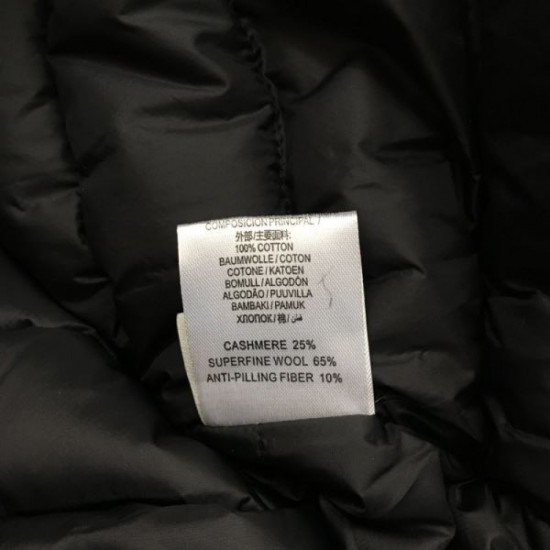 COMPOSICION PRINCIPAL /
外部/主要面料:
100% COTTON
BAUMWOLLE / COTON
COTONE / KATOEN
BOMULL / ALGODÓN
ALGODÃO / PUUVILLA
BAMBAKI / PAMUK
ХЛОПОК / 棉 / قطن
CASHMERE 25%
SUPERFINE WOOL 65%
ANTI-PILLING FIBER 10%